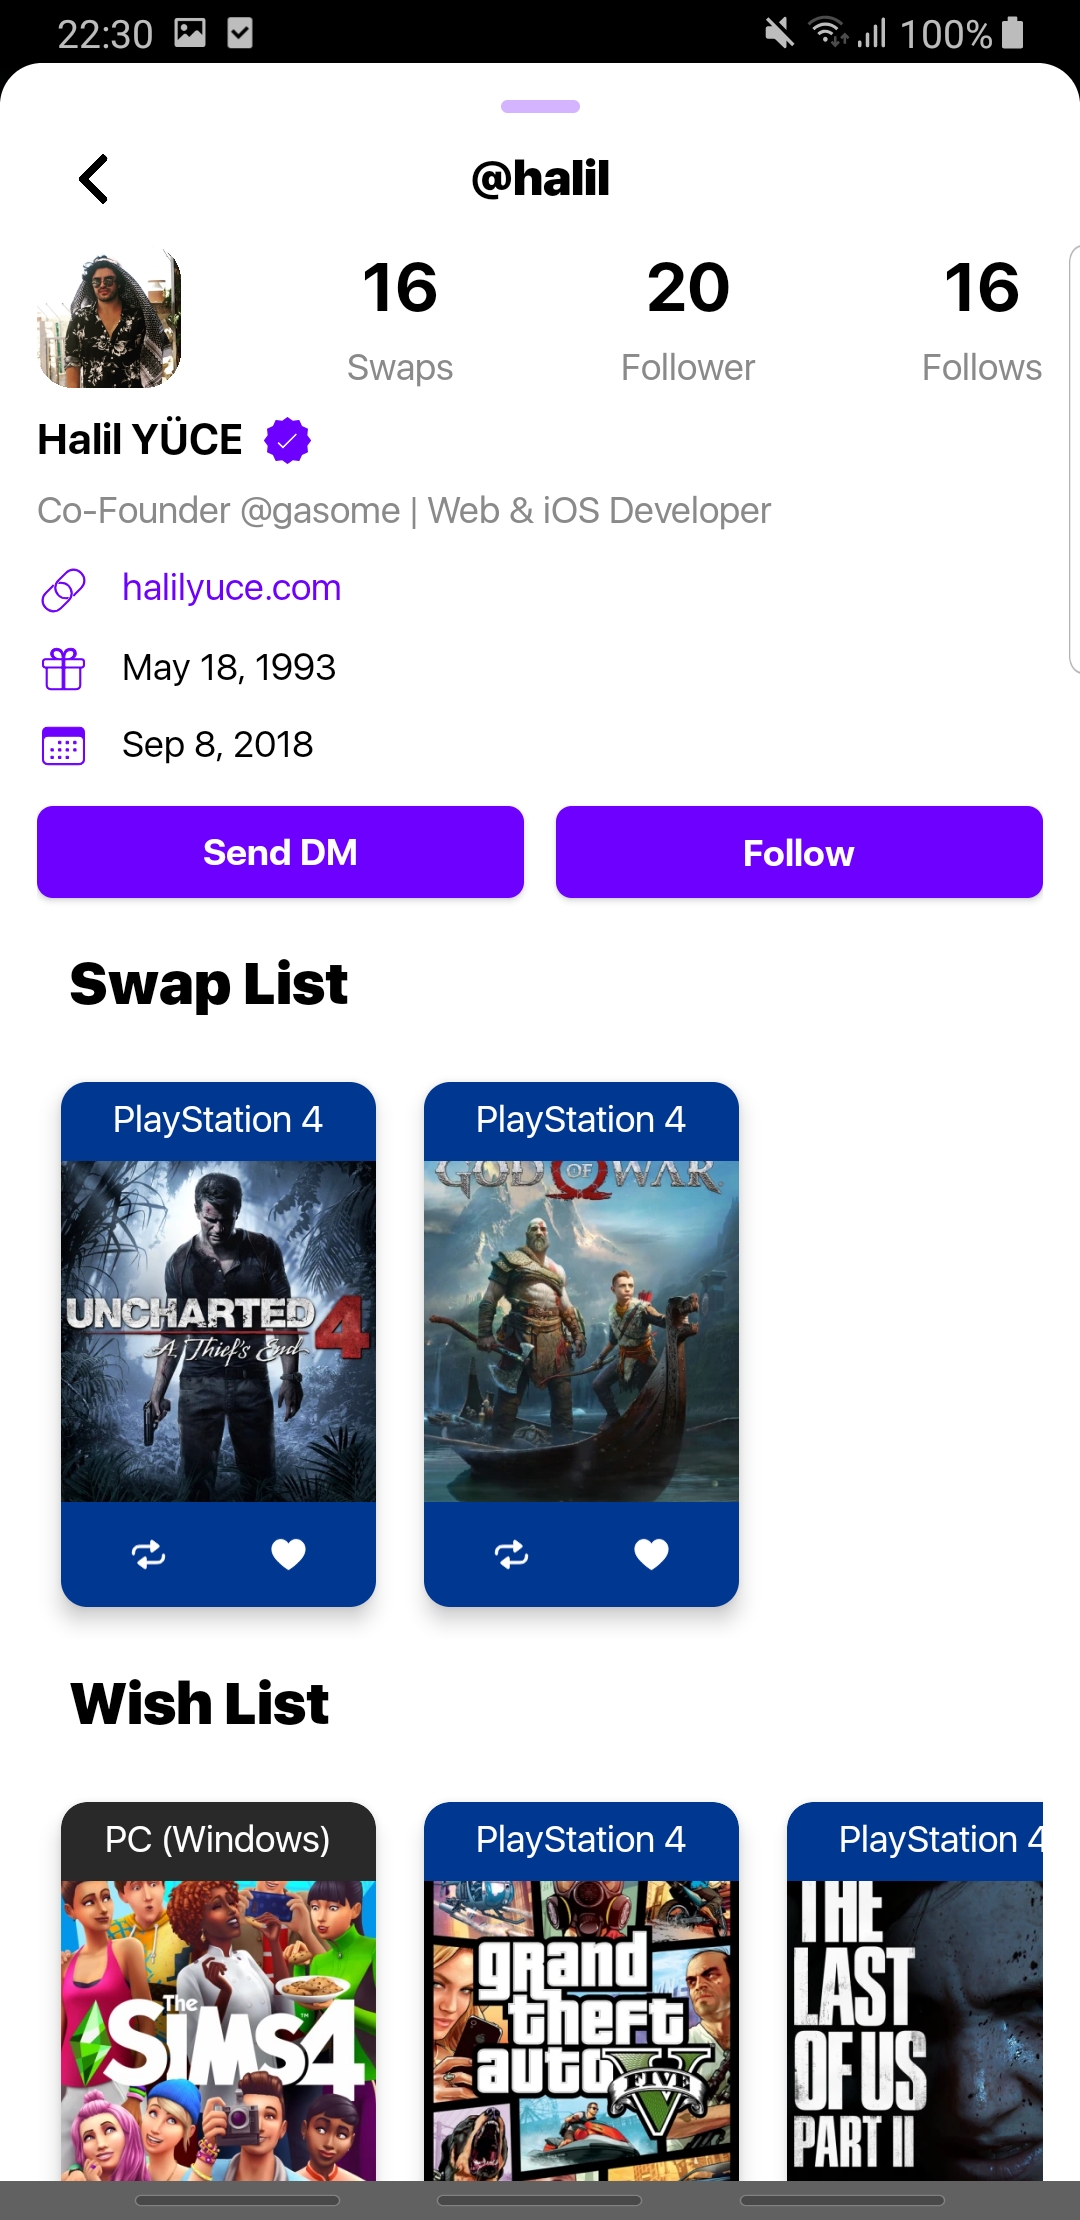 22:30 100%
@halil
16 20 16
Swaps Follower Follows
Halil YÜCE
Co-Founder @gasome | Web & iOS Developer
halilyuce.com
May 18, 1993
Sep 8, 2018
Send DM Follow
Swap List
PlayStation 4 PlayStation 4
GOD OF WAR
UNCHARTED 4
A Thief's End
Wish List
PC (Windows) PlayStation 4 PlayStation 4
The SIMS 4
grand theft auto V FIVE
THE LAST OF US PART II